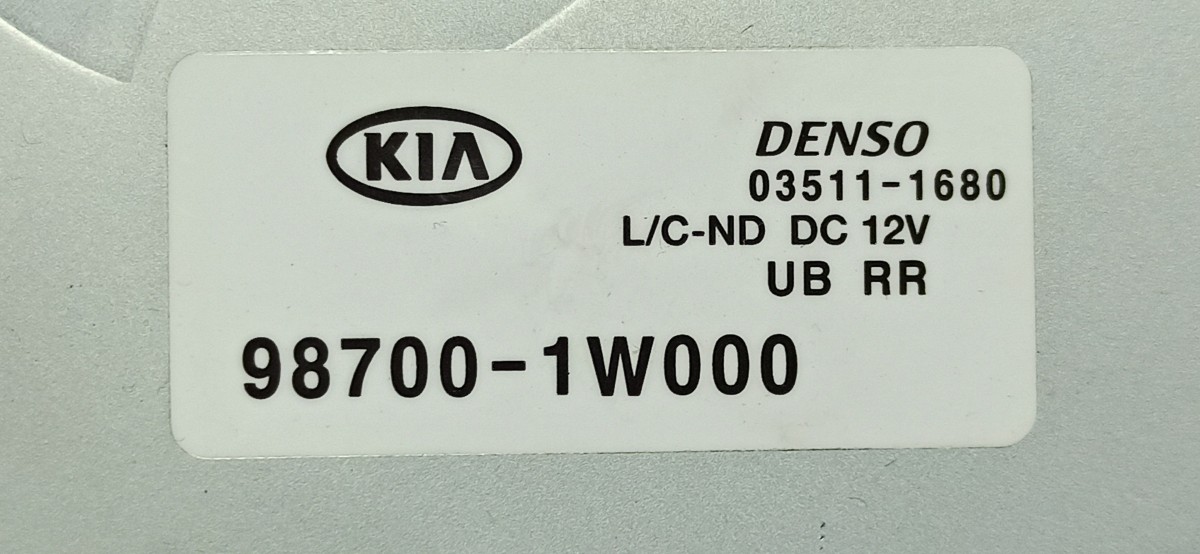 KIA
DENSO
03511-1680
L/C-ND DC 12V
UB RR
98700-1W000